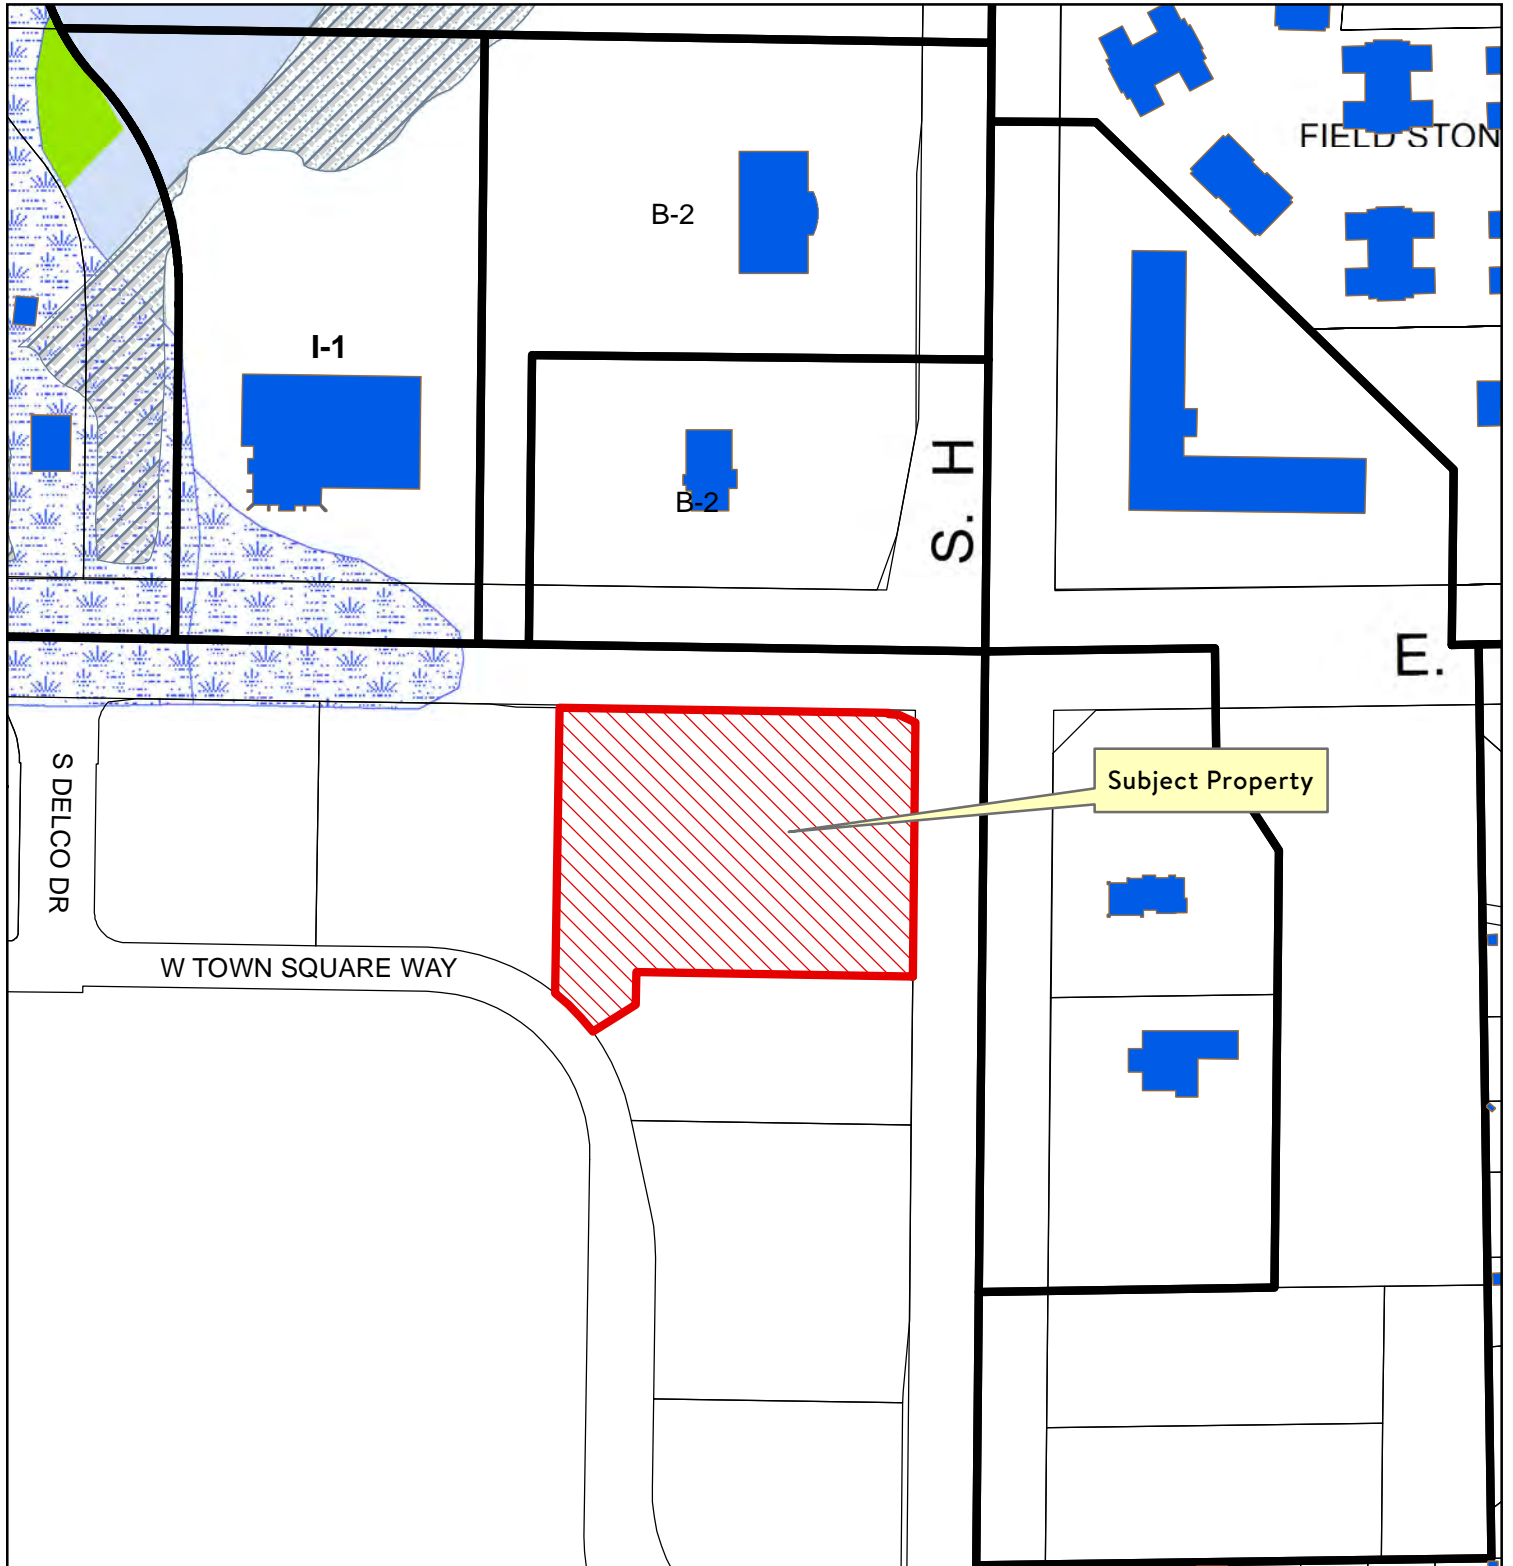 FIELD STON
B-2
I-1
B-2
S. H
E.
Subject Property
S DELCO DR
W TOWN SQUARE WAY